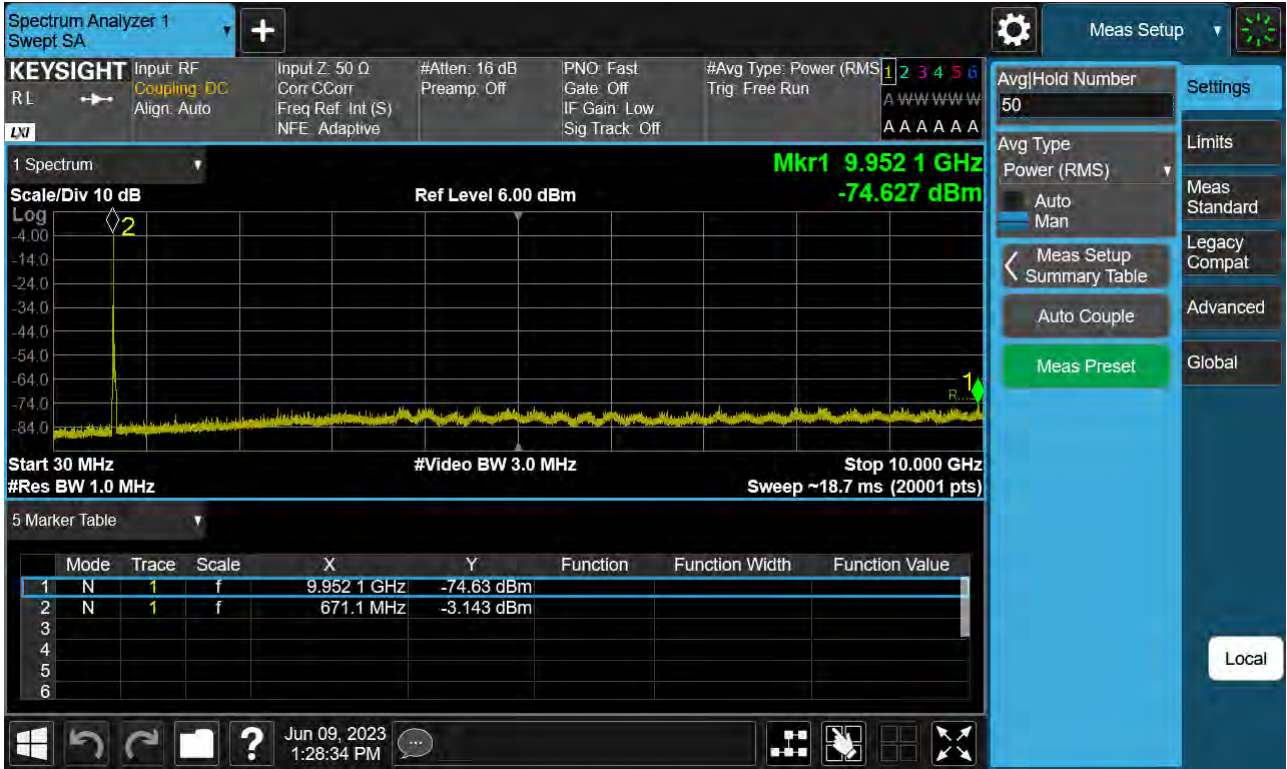 Spectrum Analyzer 1
Swept SA
+
Meas Setup
KEYSIGHT
RL
LXI
Input: RF
Coupling: DC
Align: Auto
Input Z: 50 Ω
Corr CCorr
Freq Ref: Int (S)
NFE: Adaptive
#Atten: 16 dB
Preamp: Off
PNO: Fast
Gate: Off
IF Gain: Low
Sig Track: Off
#Avg Type: Power (RMS
Trig: Free Run
1 2 3 4 5 6
A W W W W W
A A A A A A
1 Spectrum
Scale/Div 10 dB
Ref Level 6.00 dBm
Mkr1 9.952 1 GHz
-74.627 dBm
Log
-4.00
-14.0
-24.0
-34.0
-44.0
-54.0
-64.0
-74.0
-84.0
2
1
R...
Start 30 MHz
#Video BW 3.0 MHz
Stop 10.000 GHz
#Res BW 1.0 MHz
Sweep ~18.7 ms (20001 pts)
5 Marker Table
Mode Trace Scale X Y Function Function Width Function Value
1 N 1 f 9.952 1 GHz -74.63 dBm
2 N 1 f 671.1 MHz -3.143 dBm
3
4
5
6
?
Jun 09, 2023
1:28:34 PM
Avg|Hold Number
50
Avg Type
Power (RMS)
Auto
Man
Meas Setup
Summary Table
Auto Couple
Meas Preset
Settings
Limits
Meas
Standard
Legacy
Compat
Advanced
Global
Local